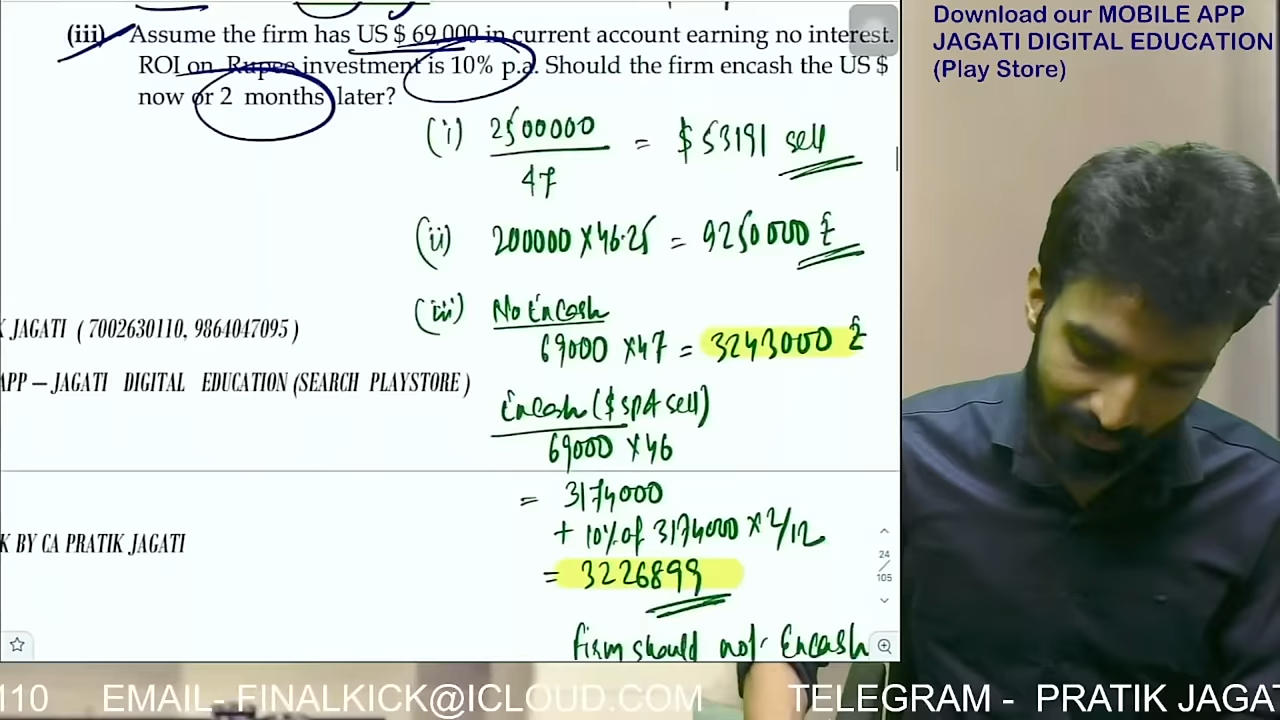 Download our MOBILE APP
JAGATI DIGITAL EDUCATION
(Play Store)
(iii) Assume the firm has US $ 69,000 in current account earning no interest.
ROI on Rupee investment is 10% p.a. Should the firm encash the US $
now or 2 months later?
(i) 2500000 / 47 = $ 53191 sell
(ii) 200000 × 46.25 = 9250000 ₹
(iii) No Encash
69000 × 47 = 3243000 ₹
Encash ($ spot sell)
69000 × 46
= 3174000
+ 10% of 3174000 × 2/12
= 3226899
firm should not Encash
K JAGATI ( 7002630110, 9864047095 )
APP – JAGATI DIGITAL EDUCATION (SEARCH PLAYSTORE )
K BY CA PRATIK JAGATI
24
/
105
110 EMAIL- FINALKICK@ICLOUD.COM TELEGRAM - PRATIK JAGAT